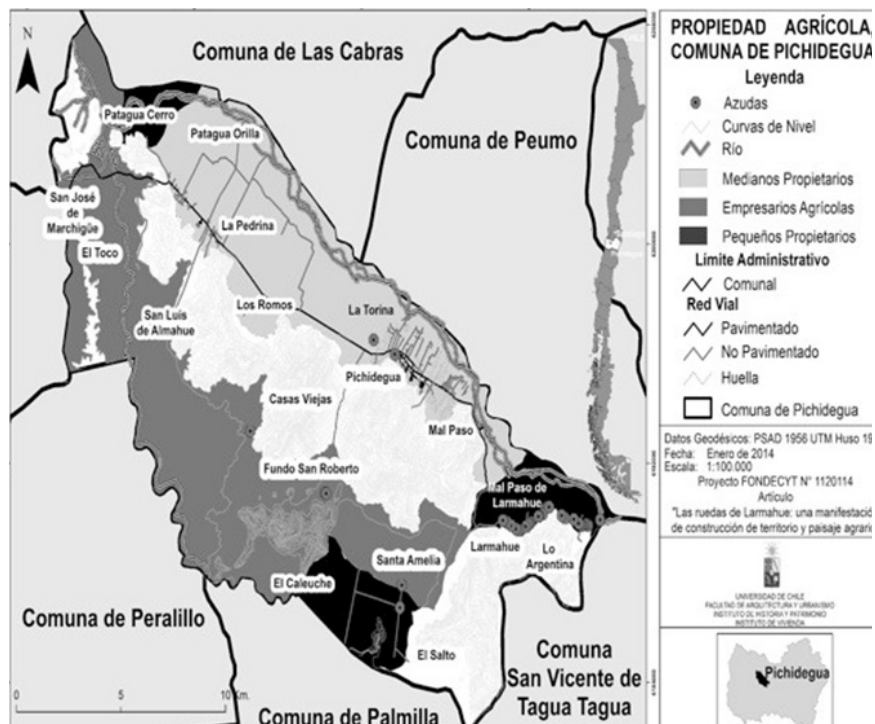 N
Comuna de Las Cabras
Comuna de Peumo
Patagua Cerro
Patagua Orilla
San José
de
Marchigüe
El Toco
La Pedrina
San Luis
de Almahue
Los Romos
La Torina
Pichidegua
Casas Viejas
Mal Paso
Fundo San Roberto
Mal Paso de
Larmahue
Larmahue
Lo
Argentina
Santa Amelia
El Caleuche
El Salto
Comuna de Peralillo
Comuna
San Vicente de
Tagua Tagua
Comuna de Palmilla
0
5
10 Km.
PROPIEDAD AGRÍCOLA,
COMUNA DE PICHIDEGUA
Leyenda
Azudas
Curvas de Nivel
Río
Medianos Propietarios
Empresarios Agrícolas
Pequeños Propietarios
Límite Administrativo
Comunal
Red Vial
Pavimentado
No Pavimentado
Huella
Comuna de Pichidegua
Datos Geodésicos: PSAD 1956 UTM Huso 19
Fecha: Enero de 2014
Escala: 1:100.000
Proyecto FONDECYT N° 1120114
Artículo
"Las ruedas de Larmahue: una manifestació
de construcción de territorio y paisaje agrario
UNIVERSIDAD DE CHILE
FACULTAD DE ARQUITECTURA Y URBANISMO
INSTITUTO DE HISTORIA Y PATRIMONIO
INSTITUTO DE VIVIENDA
Pichidegua